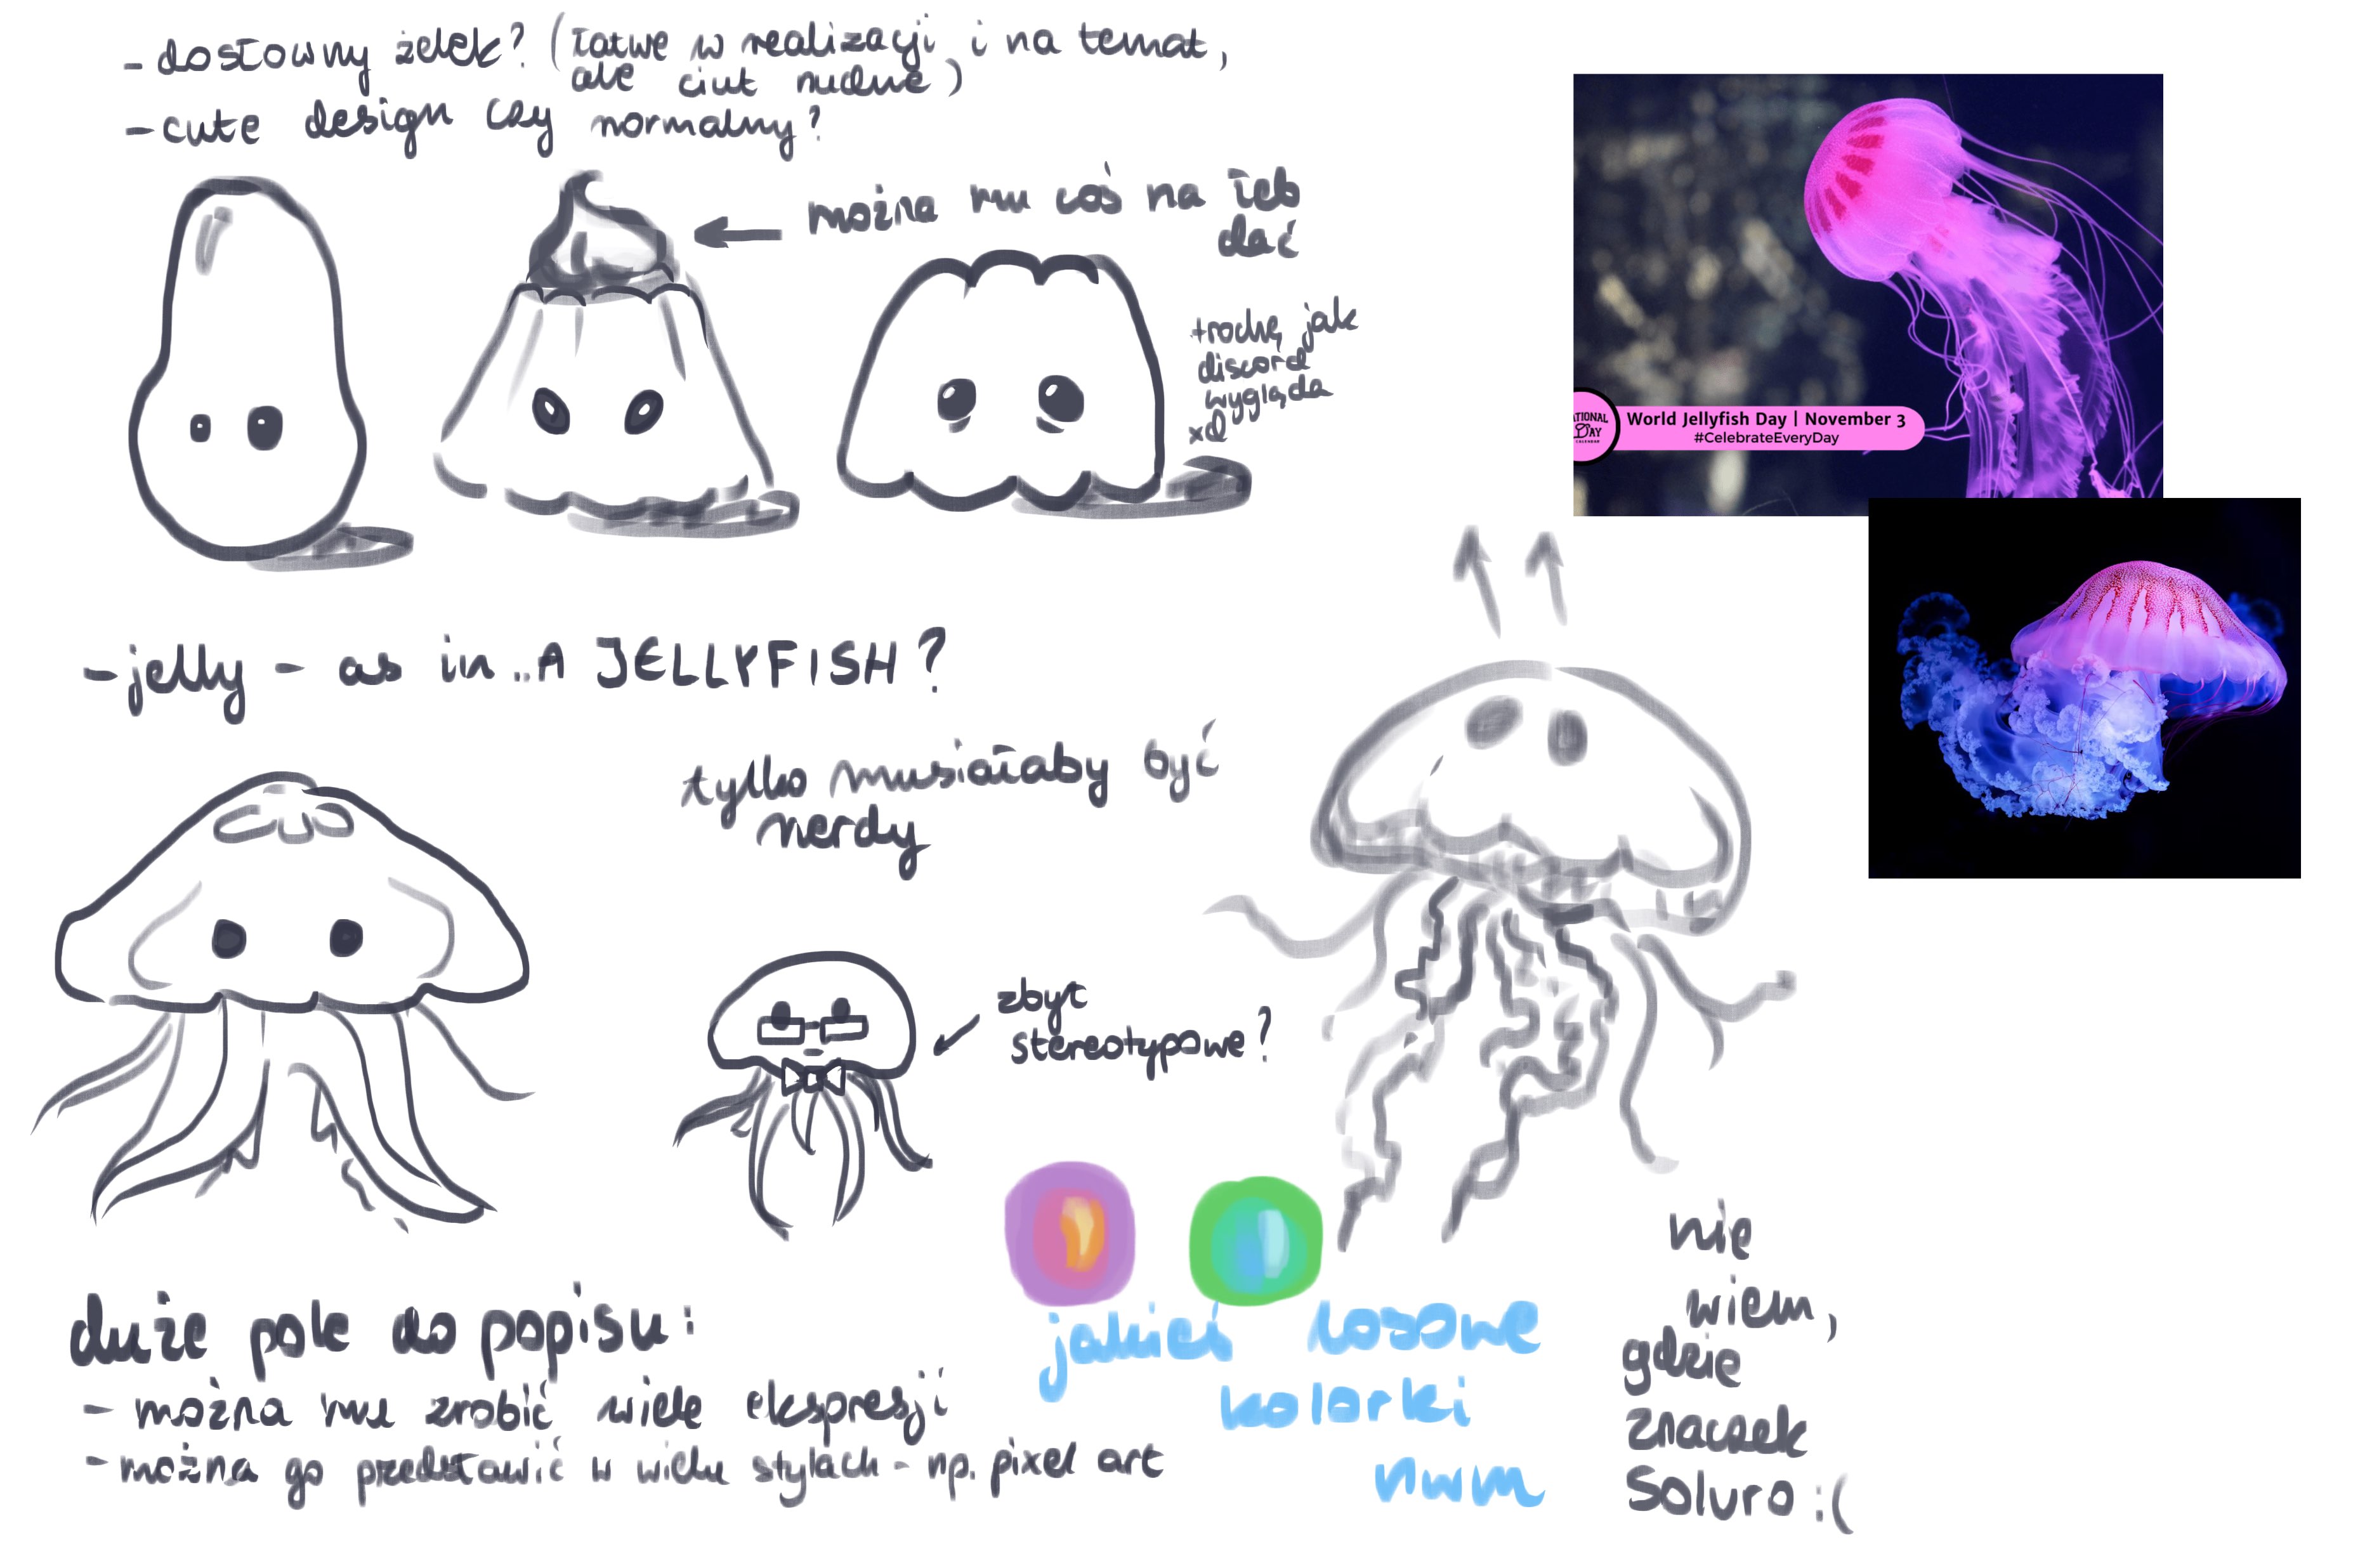 - dosłowny żelek? (łatwe w realizacji i na temat,
ale ciut nudne)
- cute design czy normalny?
można mu coś na łeb
dać
trochę jak
discord
wygląda
xd
World Jellyfish Day | November 3
#CelebrateEveryDay
ATIONAL
DAY
CALENDAR
- jelly - as in.. A JELLYFISH?
tylko musiałaby być
nerdy
zbyt
stereotypowe?
duże pole do popisu:
- można mu zrobić wiele ekspresji
- można go przedstawić w wielu stylach - np. pixel art
jakieś losowe
kolorki
nwm
nie
wiem,
gdzie
znaczek
Solvro :(